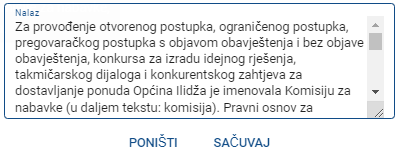 Nalaz
Za provođenje otvorenog postupka, ograničenog postupka,
pregovaračkog postupka s objavom obavještenja i bez objave
obavještenja, konkursa za izradu idejnog rješenja,
takmičarskog dijaloga i konkurentskog zahtjeva za
dostavljanje ponuda Općina Ilidža je imenovala Komisiju za
nabavke (u daljem tekstu: komisija). Pravni osnov za
PONIŠTI SAČUVAJ